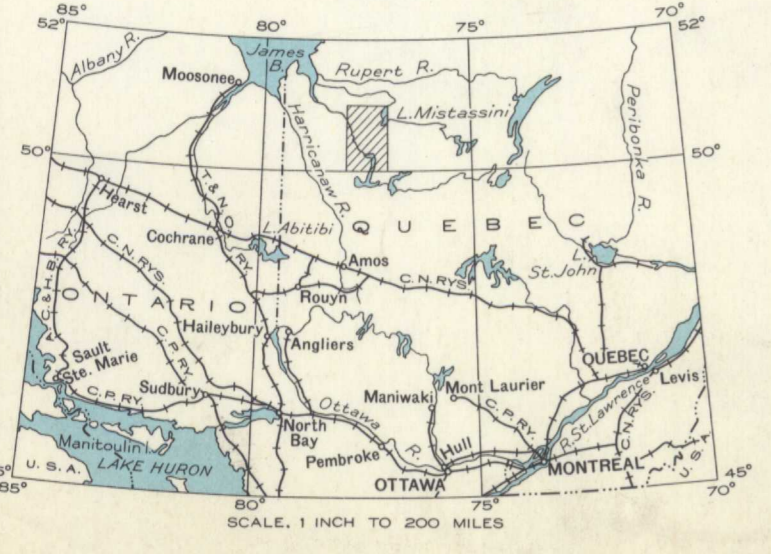 85°
80°
75°
70°
52°
52°
Albany R.
James
B.
Moosonee
Rupert R.
L. Mistassini
Peribonka R.
Harricanaw R.
50°
50°
Hearst
T. & N.O. RY.
Cochrane
L. Abitibi
QUEBEC
Amos
C.N. RYS.
C.N. RYS.
L.
St. John
Rouyn
A.C. & H.B. RY.
ONTARIO
C.P. RY.
Haileybury
Angliers
Sault
Ste. Marie
QUEBEC
Levis
C.P. RY.
Sudbury
Maniwaki
Mont Laurier
C.P. RY.
R. St. Lawrence
C.N. RYS.
North
Bay
Ottawa R.
Manitoulin I.
Pembroke
Hull
U.S.A.
LAKE HURON
OTTAWA
MONTREAL
U.S.A.
45°
85°
80°
75°
70°
SCALE, 1 INCH TO 200 MILES